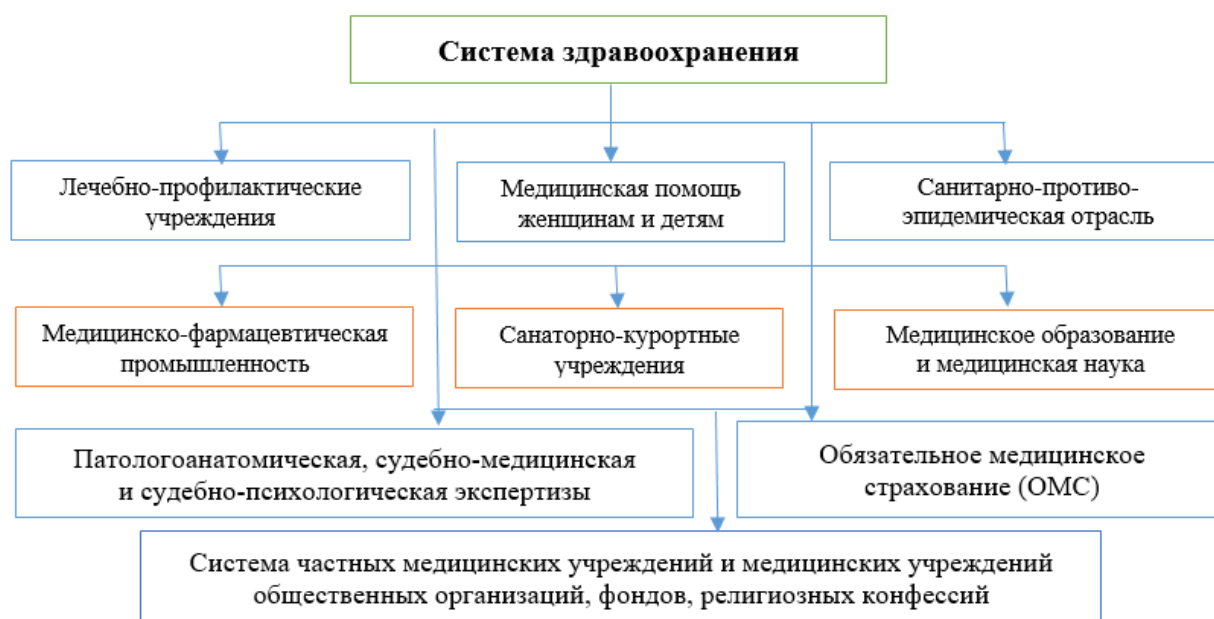 Система здравоохранения
Лечебно-профилактические
учреждения
Медицинская помощь
женщинам и детям
Санитарно-противо-
эпидемическая отрасль
Медицинско-фармацевтическая
промышленность
Санаторно-курортные
учреждения
Медицинское образование
и медицинская наука
Патологоанатомическая, судебно-медицинская
и судебно-психологическая экспертизы
Обязательное медицинское
страхование (ОМС)
Система частных медицинских учреждений и медицинских учреждений
общественных организаций, фондов, религиозных конфессий